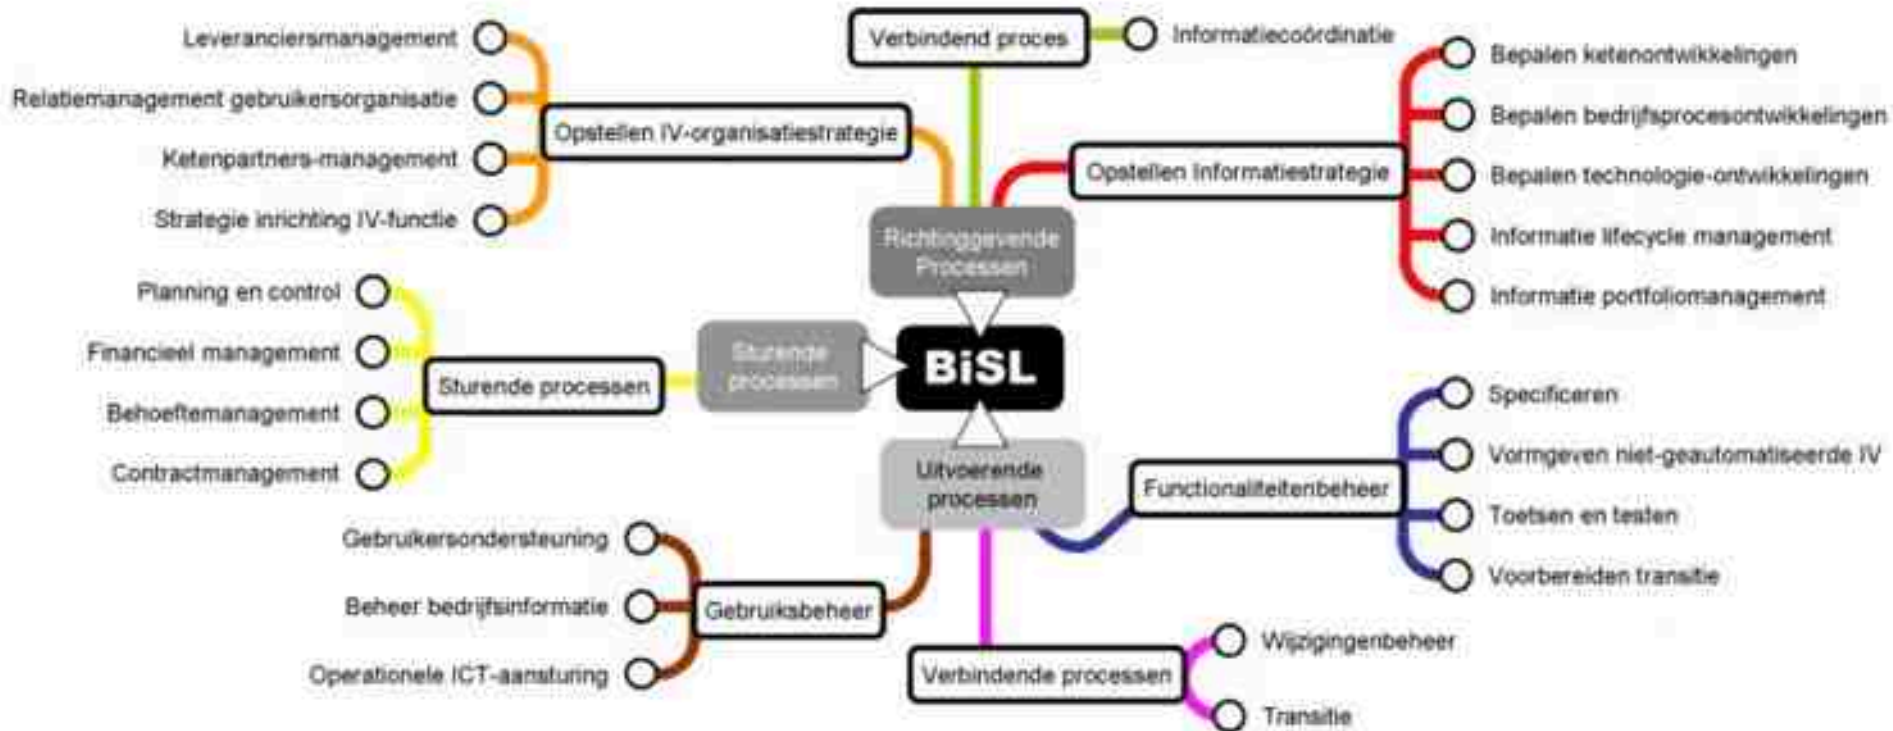 Leveranciersmanagement
Relatiemanagement gebruikersorganisatie
Ketenpartners-management
Strategie inrichting IV-functie
Opstellen IV-organisatiestrategie
Verbindend proces
Informatiecoördinatie
Opstellen Informatiestrategie
Bepalen ketenontwikkelingen
Bepalen bedrijfsprocesontwikkelingen
Bepalen technologie-ontwikkelingen
Informatie lifecycle management
Informatie portfoliomanagement
Richtinggevende
Processen
Planning en control
Financieel management
Behoeftemanagement
Contractmanagement
Sturende processen
Sturende
processen
BiSL
Uitvoerende
processen
Functionaliteitenbeheer
Specificeren
Vormgeven niet-geautomatiseerde IV
Toetsen en testen
Voorbereiden transitie
Gebruikersondersteuning
Beheer bedrijfsinformatie
Operationele ICT-aansturing
Gebruiksbeheer
Verbindende processen
Wijzigingenbeheer
Transitie